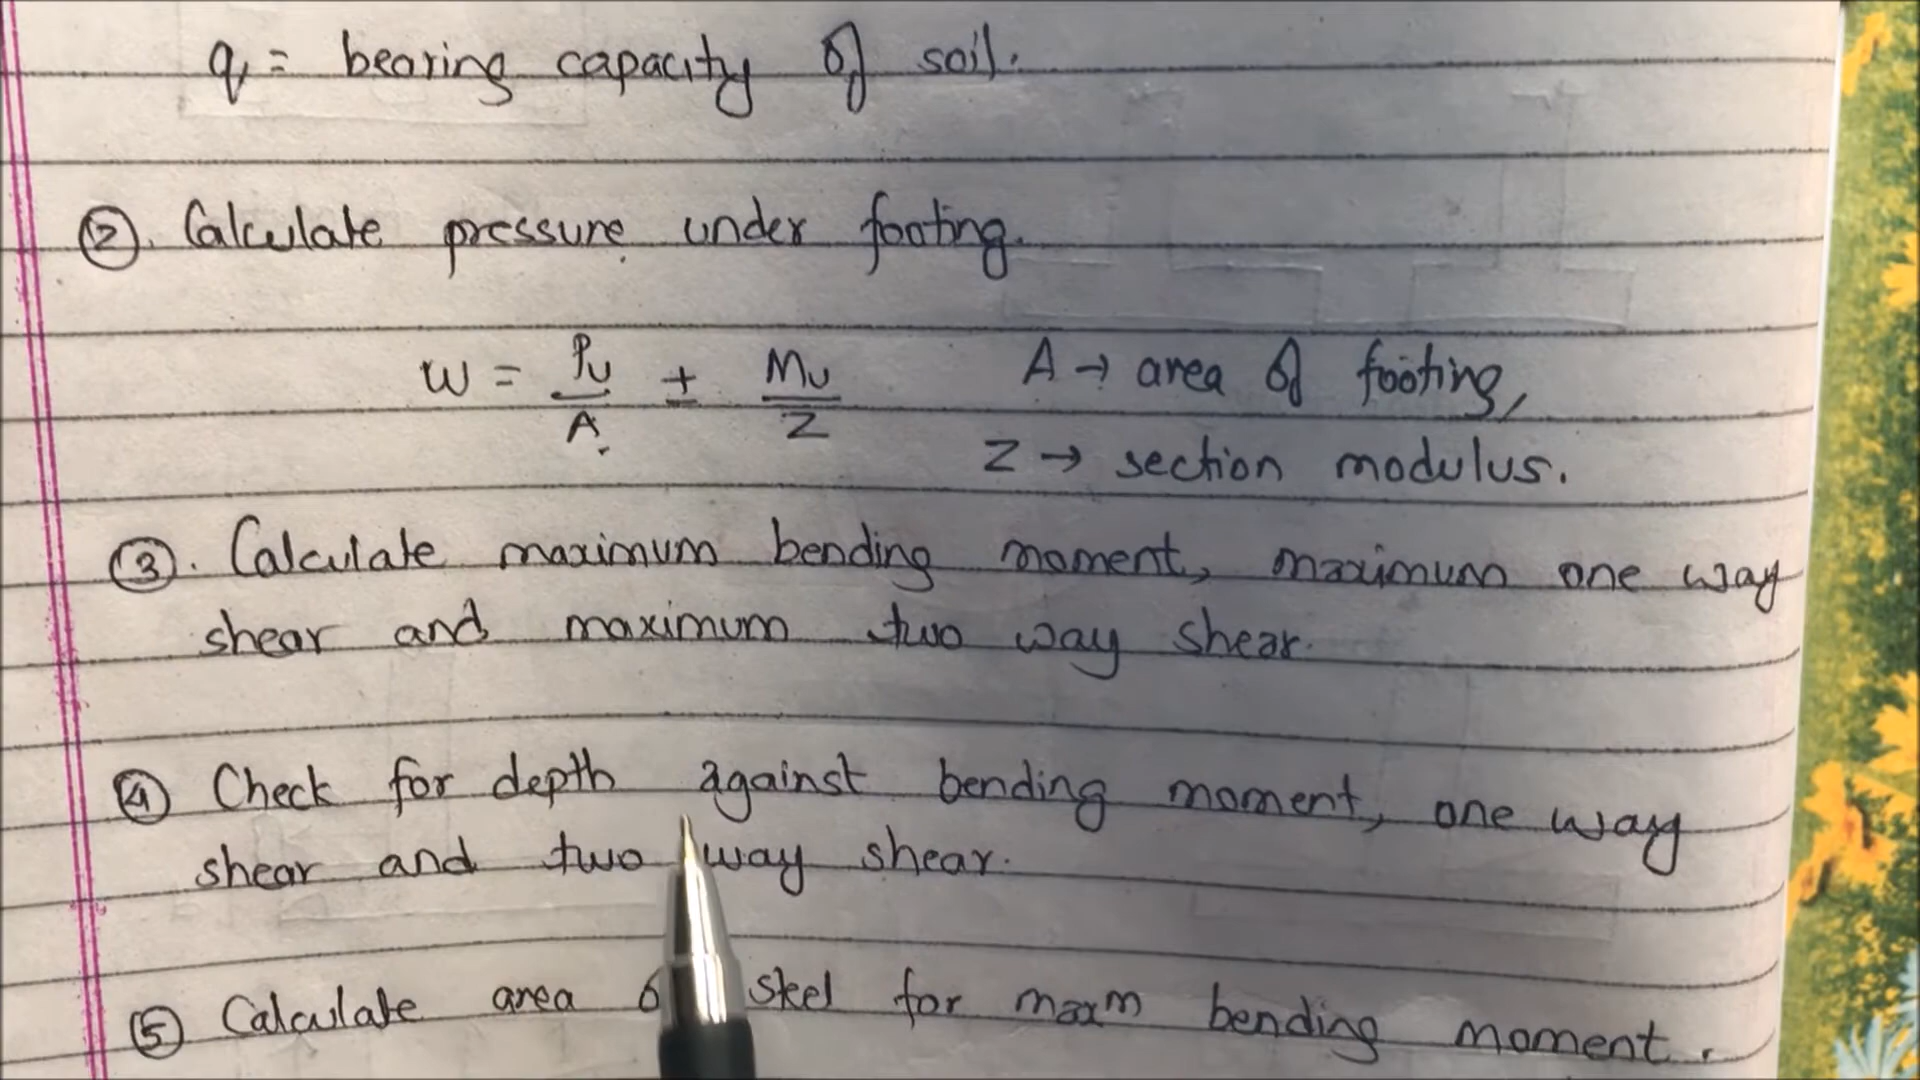 q = bearing capacity of soil.
②. Calculate pressure under footing.
w = Pu/A ± Mu/Z A → area of footing,
Z → section modulus.
③. Calculate maximum bending moment, maximum one way
shear and maximum two way shear.
④ Check for depth against bending moment, one way
shear and two way shear.
⑤ Calculate area steel for maxm bending moment.